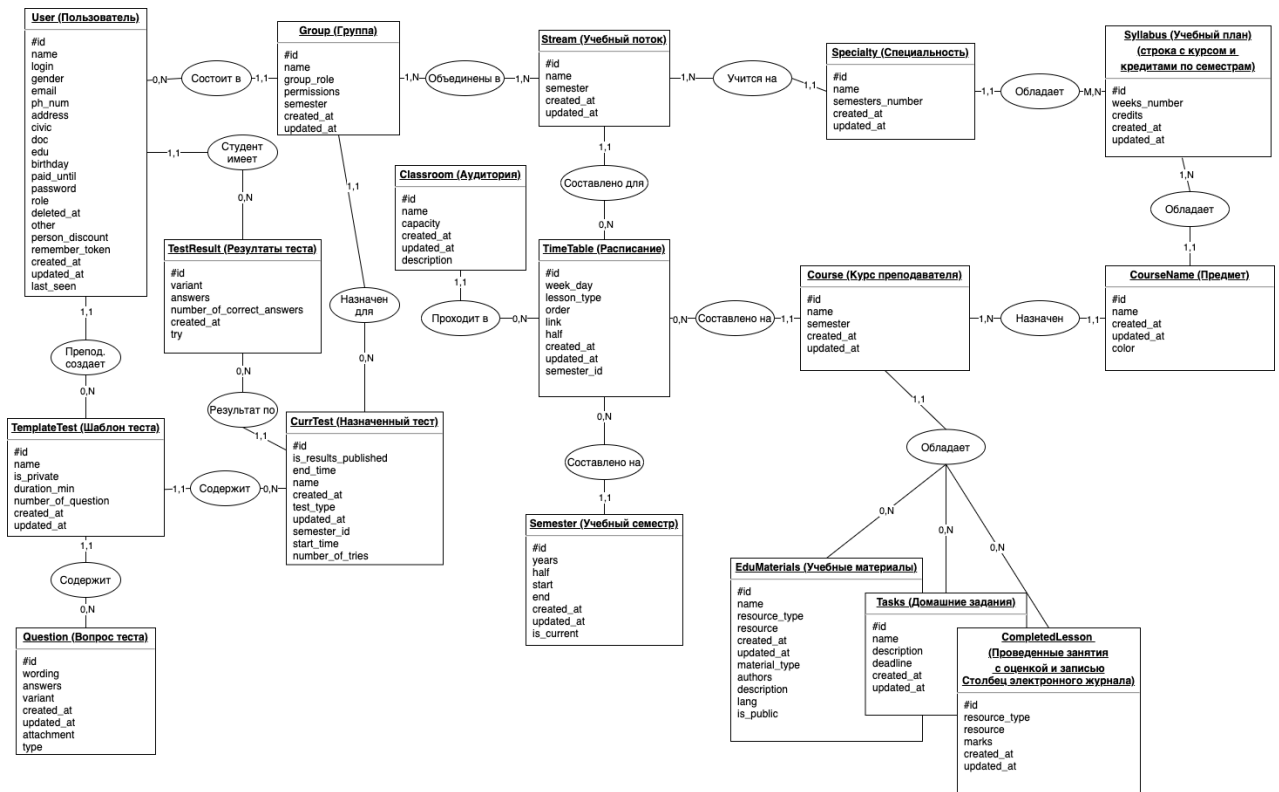 User (Пользователь)
#id
name
login
gender
email
ph_num
address
civic
doc
edu
birthday
paid_until
password
role
deleted_at
other
person_discount
remember_token
created_at
updated_at
last_seen
0,N
Состоит в
1,1
Group (Группа)
#id
name
group_role
permissions
semester
created_at
updated_at
1,N
Объединены в
1,N
Stream (Учебный поток)
#id
name
semester
created_at
updated_at
1,N
Учится на
1,1
Specialty (Специальность)
#id
name
semesters_number
created_at
updated_at
1,1
Обладает
M,N
Syllabus (Учебный план)
(строка с курсом и
кредитами по семестрам)
#id
weeks_number
credits
created_at
updated_at
1,1
Студент
имеет
0,N
TestResult (Резултаты теста)
#id
variant
answers
number_of_correct_answers
created_at
try
0,N
Результат по
1,1
1,1
Назначен
для
0,N
Classroom (Аудитория)
#id
name
capacity
created_at
updated_at
description
1,1
Проходит в
0,N
1,1
Составлено для
0,N
TimeTable (Расписание)
#id
week_day
lesson_type
order
link
half
created_at
updated_at
semester_id
0,N
Составлено на
1,1
Course (Курс преподавателя)
#id
name
semester
created_at
updated_at
1,N
Назначен
1,1
1,N
Обладает
1,1
CourseName (Предмет)
#id
name
created_at
updated_at
color
1,1
Препод.
создает
0,N
TemplateTest (Шаблон теста)
#id
name
is_private
duration_min
number_of_question
created_at
updated_at
1,1
Содержит
0,N
CurrTest (Назначенный тест)
#id
is_results_published
end_time
name
created_at
test_type
updated_at
semester_id
start_time
number_of_tries
1,1
Содержит
0,N
Question (Вопрос теста)
#id
wording
answers
variant
created_at
updated_at
attachment
type
0,N
Составлено на
1,1
Semester (Учебный семестр)
#id
years
half
start
end
created_at
updated_at
is_current
1,1
Обладает
0,N
0,N
0,N
EduMaterials (Учебные материалы)
#id
name
resource_type
resource
created_at
updated_at
material_type
authors
description
lang
is_public
Tasks (Домашние задания)
#id
name
description
deadline
created_at
updated_at
CompletedLesson
(Проведенные занятия
с оценкой и записью
Столбец электронного журнала)
#id
resource_type
resource
marks
created_at
updated_at